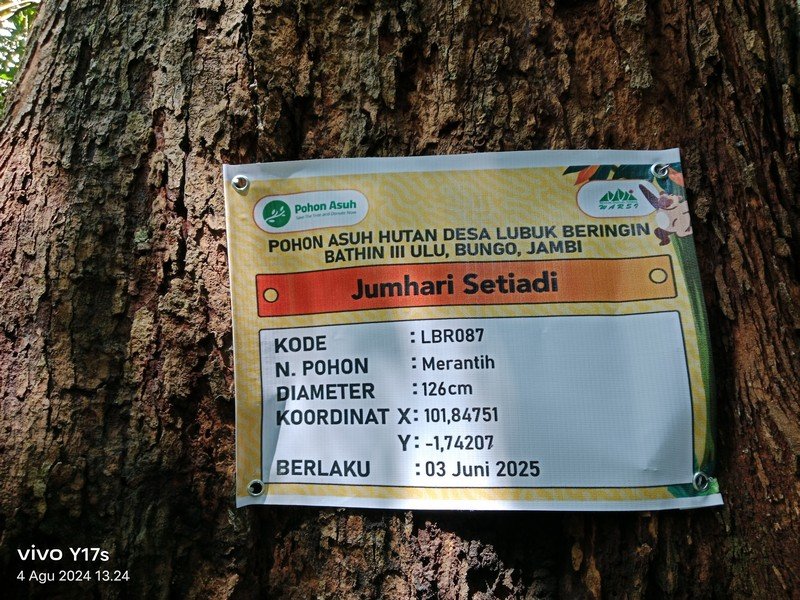 Pohon Asuh
WARSI
POHON ASUH HUTAN DESA LUBUK BERINGIN
BATHIN III ULU, BUNGO, JAMBI
Jumhari Setiadi
KODE : LBR087
N. POHON : Merantih
DIAMETER : 126cm
KOORDINAT X: 101,84751
Y: -1,74207
BERLAKU : 03 Juni 2025
vivo Y17s
4 Agu 2024 13.24